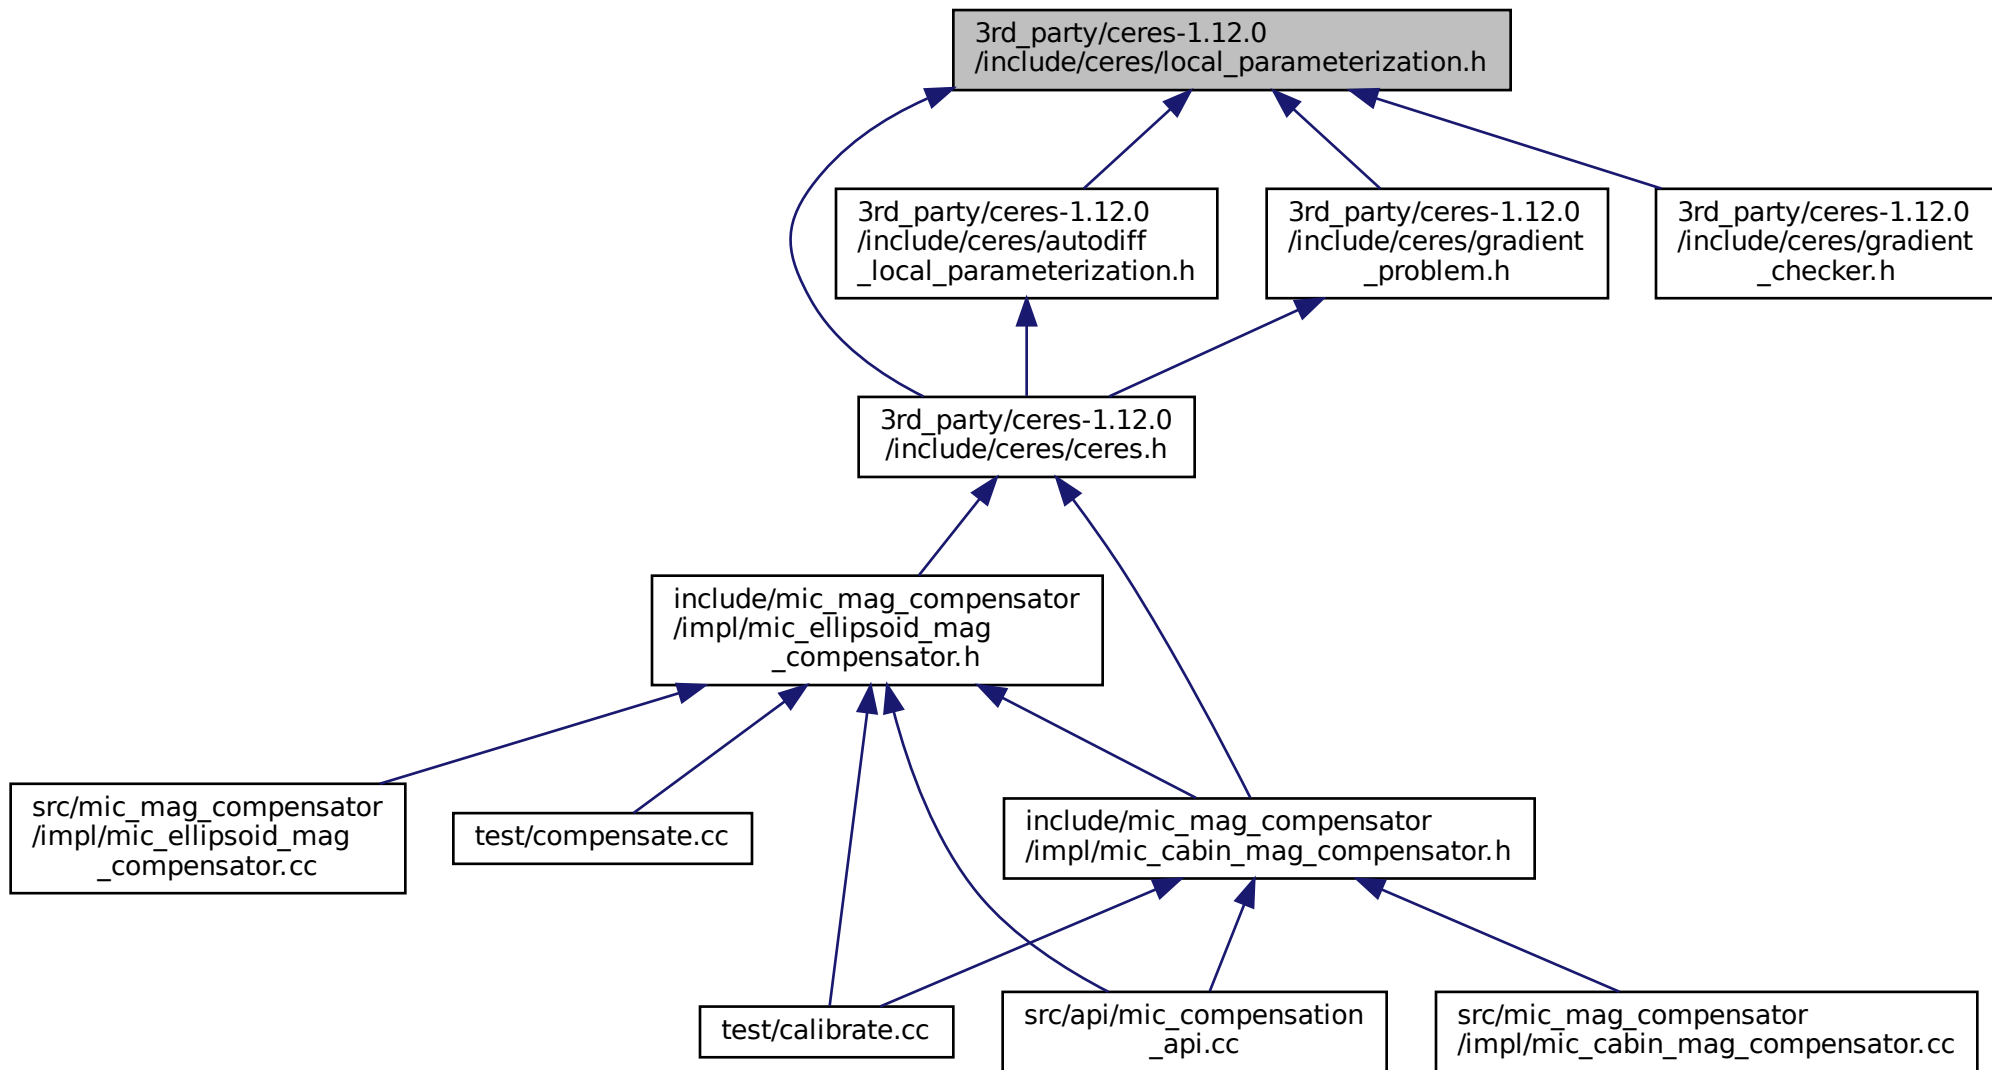 3rd_party/ceres-1.12.0
/include/ceres/local_parameterization.h
3rd_party/ceres-1.12.0
/include/ceres/autodiff
_local_parameterization.h
3rd_party/ceres-1.12.0
/include/ceres/gradient
_problem.h
3rd_party/ceres-1.12.0
/include/ceres/gradient
_checker.h
3rd_party/ceres-1.12.0
/include/ceres/ceres.h
include/mic_mag_compensator
/impl/mic_ellipsoid_mag
_compensator.h
src/mic_mag_compensator
/impl/mic_ellipsoid_mag
_compensator.cc
test/compensate.cc
include/mic_mag_compensator
/impl/mic_cabin_mag_compensator.h
test/calibrate.cc
src/api/mic_compensation
_api.cc
src/mic_mag_compensator
/impl/mic_cabin_mag_compensator.cc